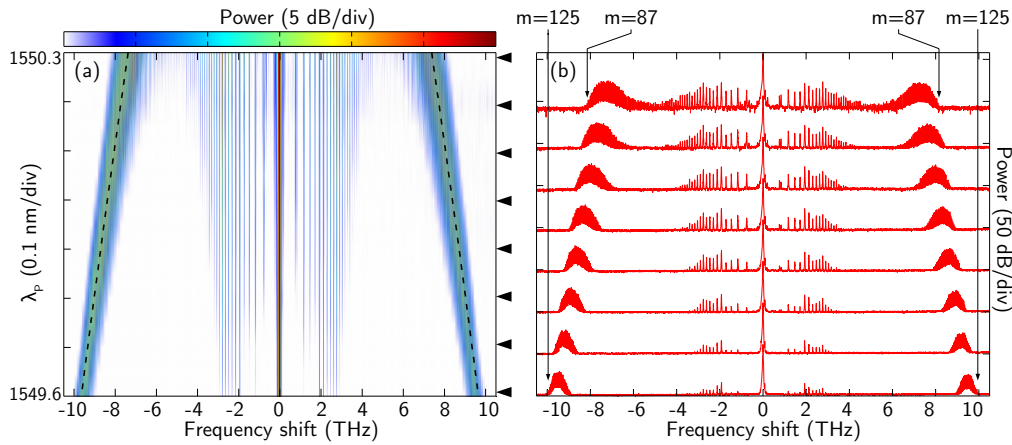 Power (5 dB/div)
m=125 m=87 m=87 m=125
1550.3
(a)
(b)
λP (0.1 nm/div)
Power (50 dB/div)
1549.6
-10 -8 -6 -4 -2 0 2 4 6 8 10
-10 -8 -6 -4 -2 0 2 4 6 8 10
Frequency shift (THz)
Frequency shift (THz)